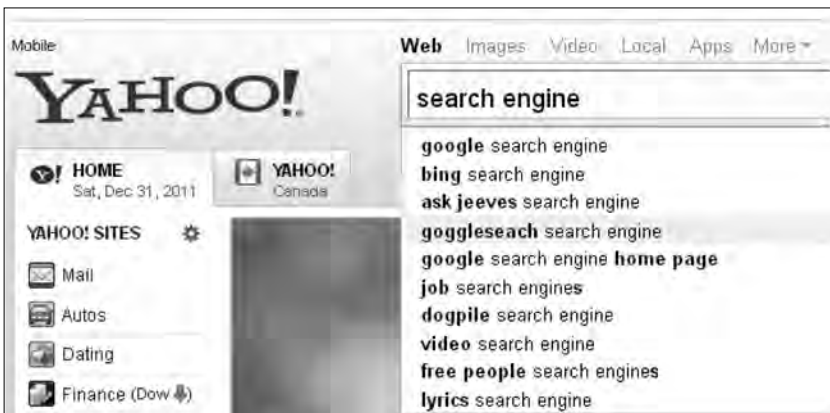 Mobile
YAHOO!
HOME
Sat, Dec 31, 2011
YAHOO!
Canada
YAHOO! SITES
Mail
Autos
Dating
Finance (Dow)
Web Images Video Local Apps More
search engine
google search engine
bing search engine
ask jeeves search engine
goggleseach search engine
google search engine home page
job search engines
dogpile search engine
video search engine
free people search engines
lyrics search engine